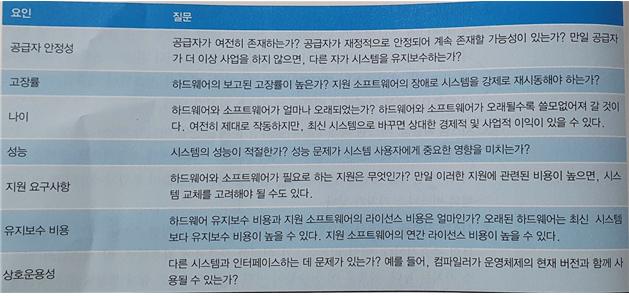 요인 질문
공급자 안정성
공급자가 여전히 존재하는가? 공급자가 재정적으로 안정되어 계속 존재할 가능성이 있는가? 만일 공급자
가 더 이상 사업을 하지 않으면, 다른 자가 시스템을 유지보수하는가?
고장률
하드웨어의 보고된 고장률이 높은가? 지원 소프트웨어의 장애로 시스템을 강제로 재시동해야 하는가?
나이
하드웨어와 소프트웨어가 얼마나 오래되었는가? 하드웨어와 소프트웨어가 오래될수록 쓸모없어져 갈 것이
다. 여전히 제대로 작동하지만, 최신 시스템으로 바꾸면 상대한 경제적 및 사업적 이익이 있을 수 있다.
성능
시스템의 성능이 적절한가? 성능 문제가 시스템 사용자에게 중요한 영향을 미치는가?
지원 요구사항
하드웨어와 소프트웨어가 필요로 하는 지원은 무엇인가? 만일 이러한 지원에 관련된 비용이 높으면, 시스
템 교체를 고려해야 될 수도 있다.
유지보수 비용
하드웨어 유지보수 비용과 지원 소프트웨어의 라이선스 비용은 얼마인가? 오래된 하드웨어는 최신 시스템
보다 유지보수 비용이 높을 수 있다. 지원 소프트웨어의 연간 라이선스 비용이 높을 수 있다.
상호운용성
다른 시스템과 인터페이스하는 데 문제가 있는가? 예를 들어, 컴파일러가 운영체제의 현재 버전과 함께 사
용될 수 있는가?